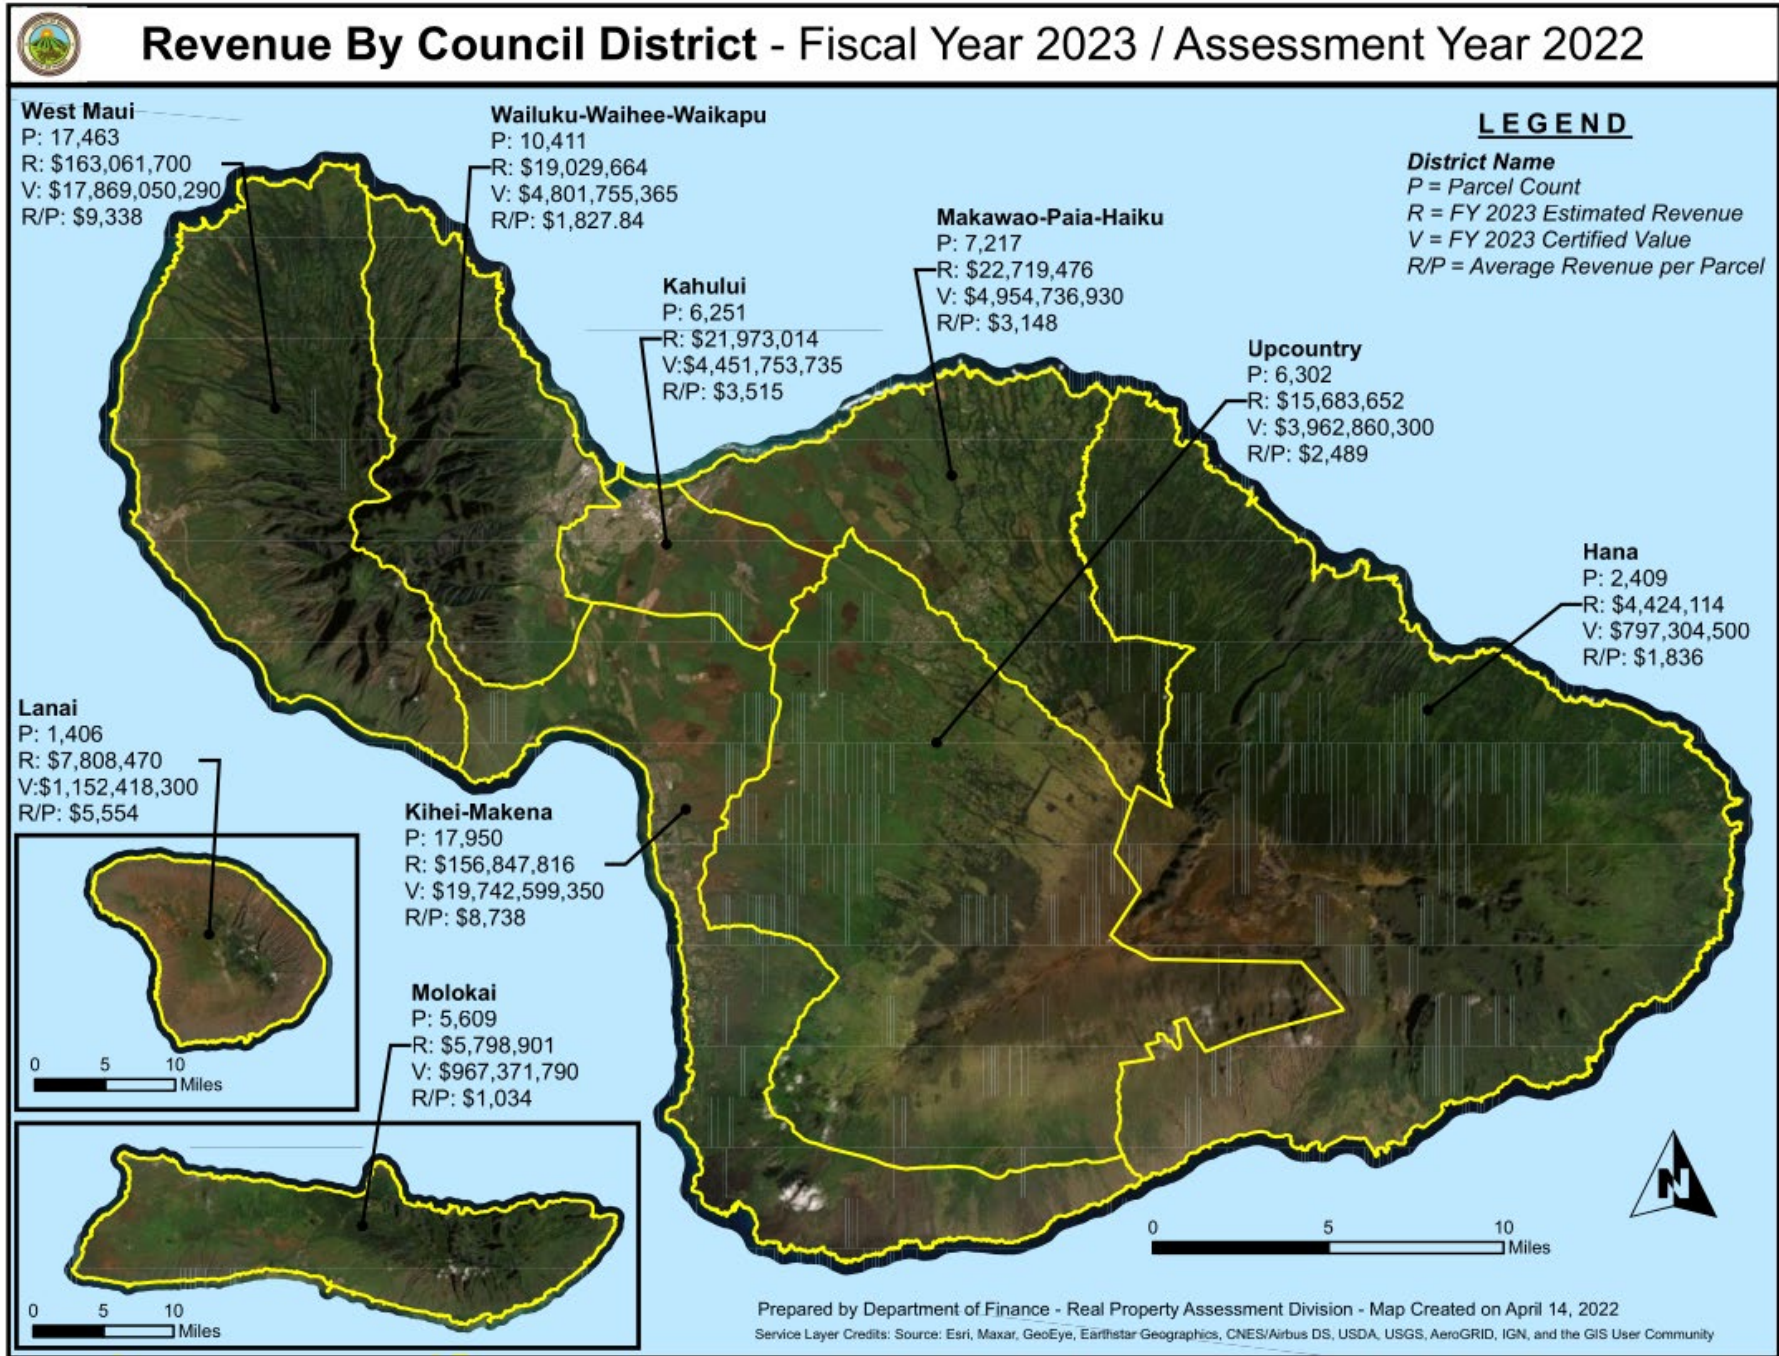 Revenue By Council District - Fiscal Year 2023 / Assessment Year 2022
West Maui
P: 17,463
R: $163,061,700
V: $17,869,050,290
R/P: $9,338
Wailuku-Waihee-Waikapu
P: 10,411
R: $19,029,664
V: $4,801,755,365
R/P: $1,827.84
LEGEND
District Name
P = Parcel Count
R = FY 2023 Estimated Revenue
V = FY 2023 Certified Value
R/P = Average Revenue per Parcel
Makawao-Paia-Haiku
P: 7,217
R: $22,719,476
V: $4,954,736,930
R/P: $3,148
Kahului
P: 6,251
R: $21,973,014
V:$4,451,753,735
R/P: $3,515
Upcountry
P: 6,302
R: $15,683,652
V: $3,962,860,300
R/P: $2,489
Hana
P: 2,409
R: $4,424,114
V: $797,304,500
R/P: $1,836
Lanai
P: 1,406
R: $7,808,470
V:$1,152,418,300
R/P: $5,554
Kihei-Makena
P: 17,950
R: $156,847,816
V: $19,742,599,350
R/P: $8,738
Molokai
P: 5,609
R: $5,798,901
V: $967,371,790
R/P: $1,034
0 5 10
Miles
N
0 5 10
Miles
0 5 10
Miles
Prepared by Department of Finance - Real Property Assessment Division - Map Created on April 14, 2022
Service Layer Credits: Source: Esri, Maxar, GeoEye, Earthstar Geographics, CNES/Airbus DS, USDA, USGS, AeroGRID, IGN, and the GIS User Community